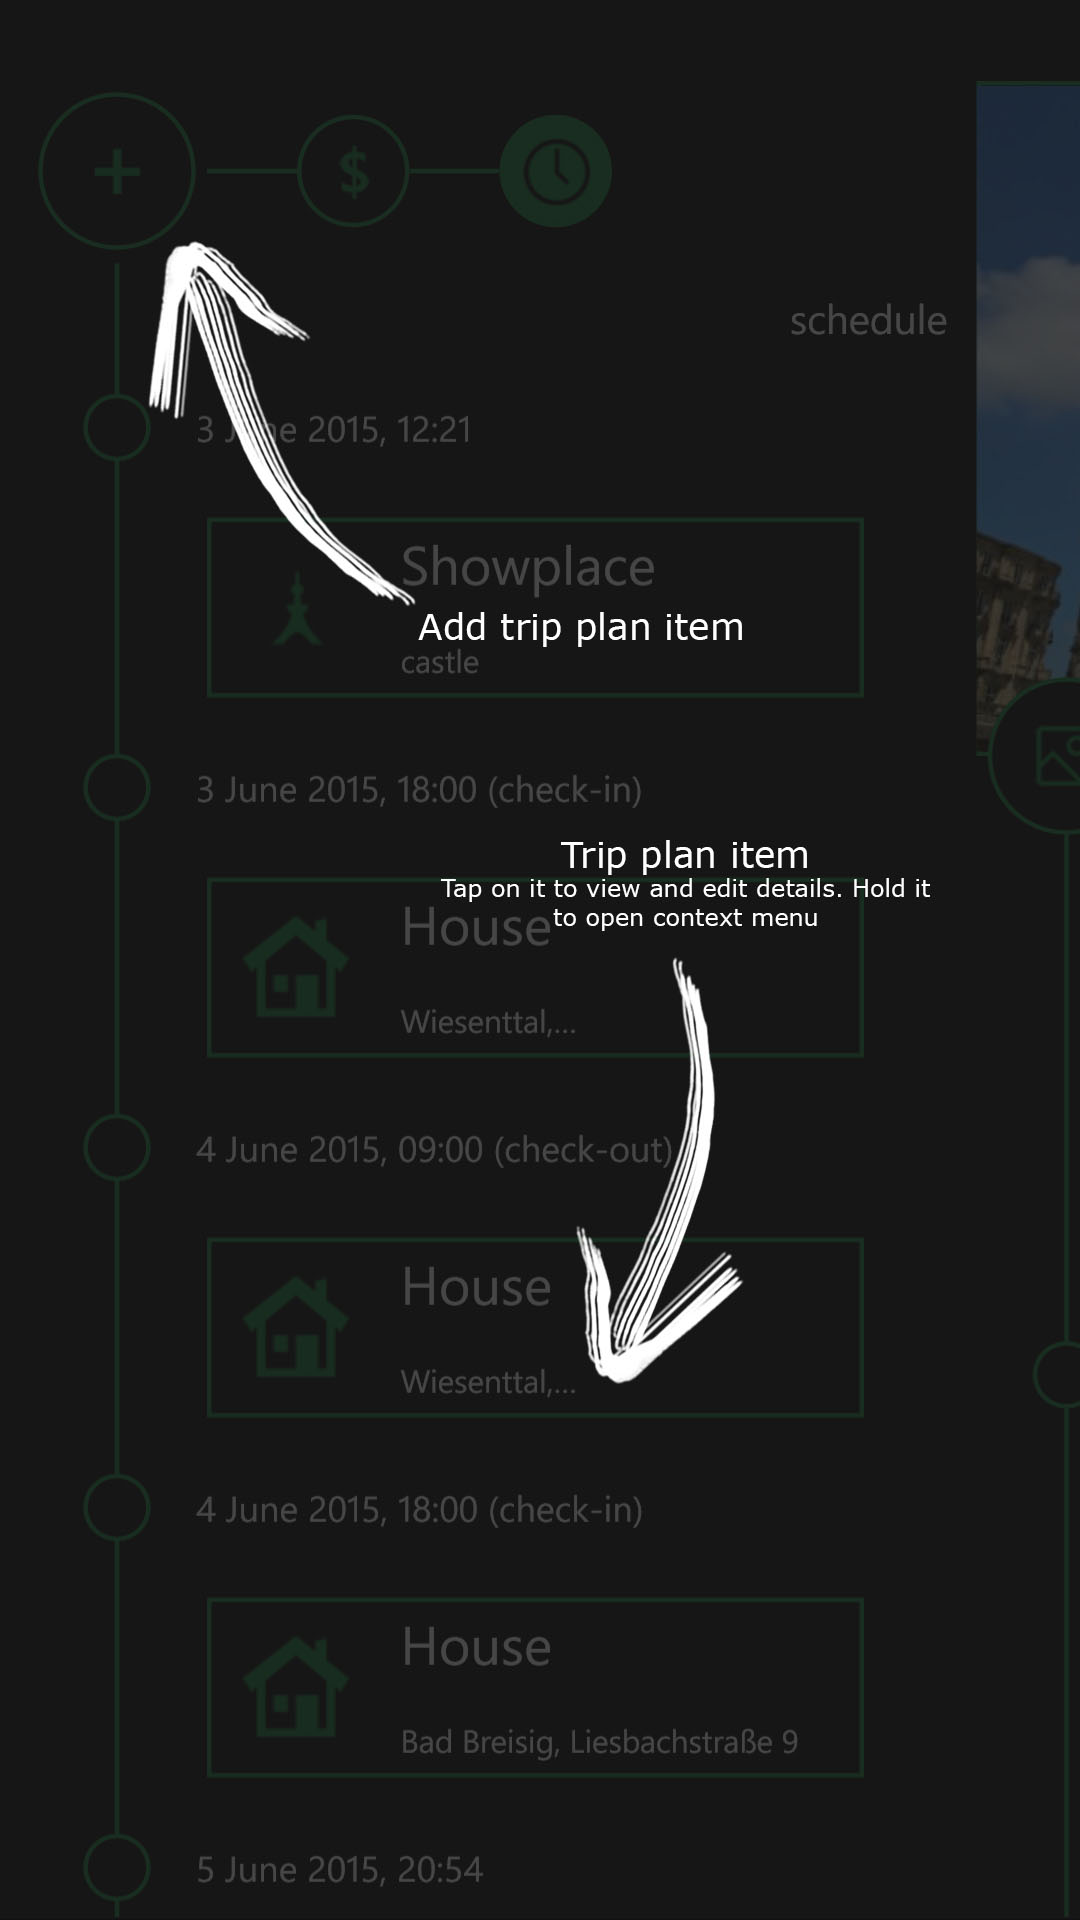 +
$
schedule
3 June 2015, 12:21
Showplace
Add trip plan item
castle
3 June 2015, 18:00 (check-in)
Trip plan item
Tap on it to view and edit details. Hold it
to open context menu
House
Wiesenttal,...
4 June 2015, 09:00 (check-out)
House
Wiesenttal,...
4 June 2015, 18:00 (check-in)
House
Bad Breisig, Liesbachstraße 9
5 June 2015, 20:54